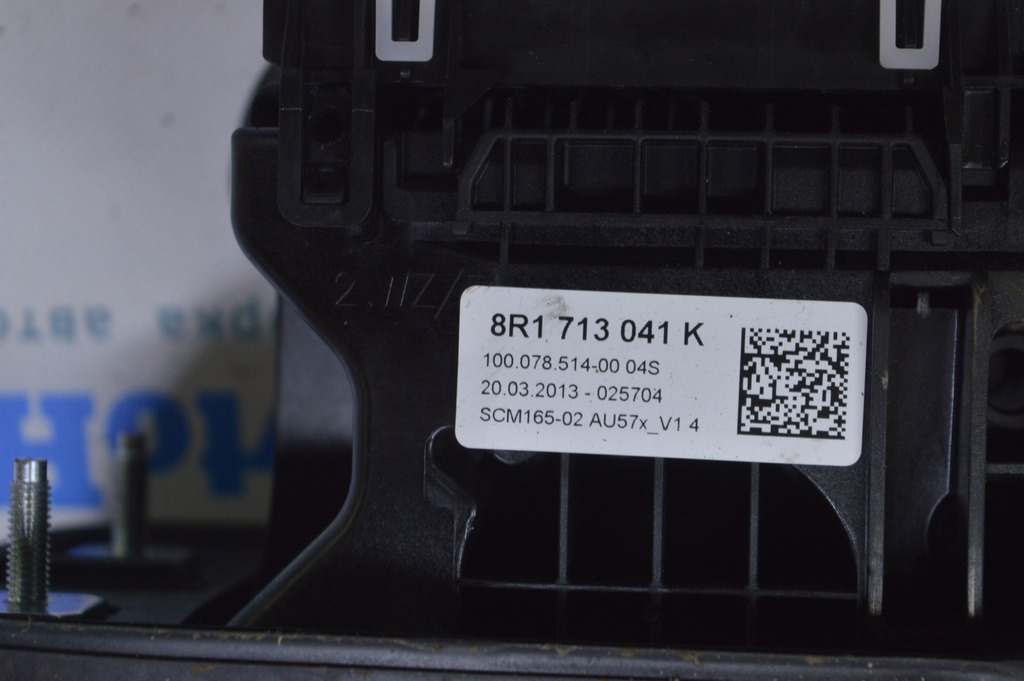 8R1 713 041 K
100.078.514-00 04S
20.03.2013 - 025704
SCM165-02 AU57x_V1 4